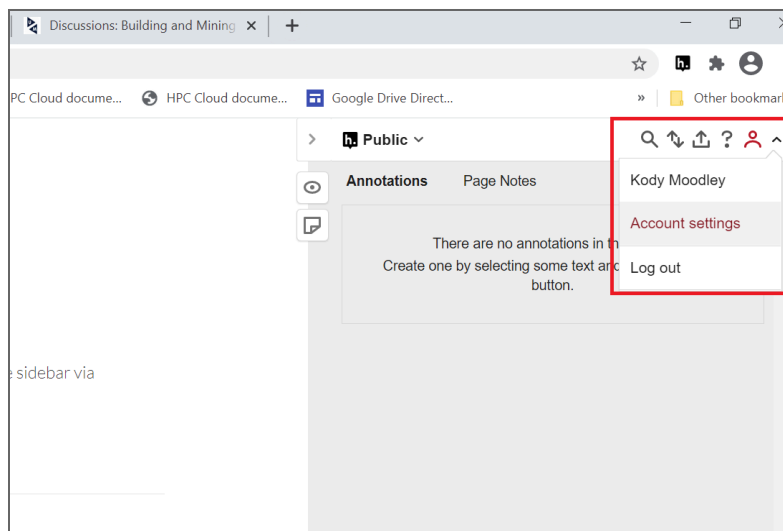 Discussions: Building and Mining
h.
PC Cloud docume...
HPC Cloud docume...
Google Drive Direct...
»
Other bookmar
h. Public
?
Annotations
Page Notes
Kody Moodley
Account settings
Log out
There are no annotations in th
Create one by selecting some text and
button.
sidebar via